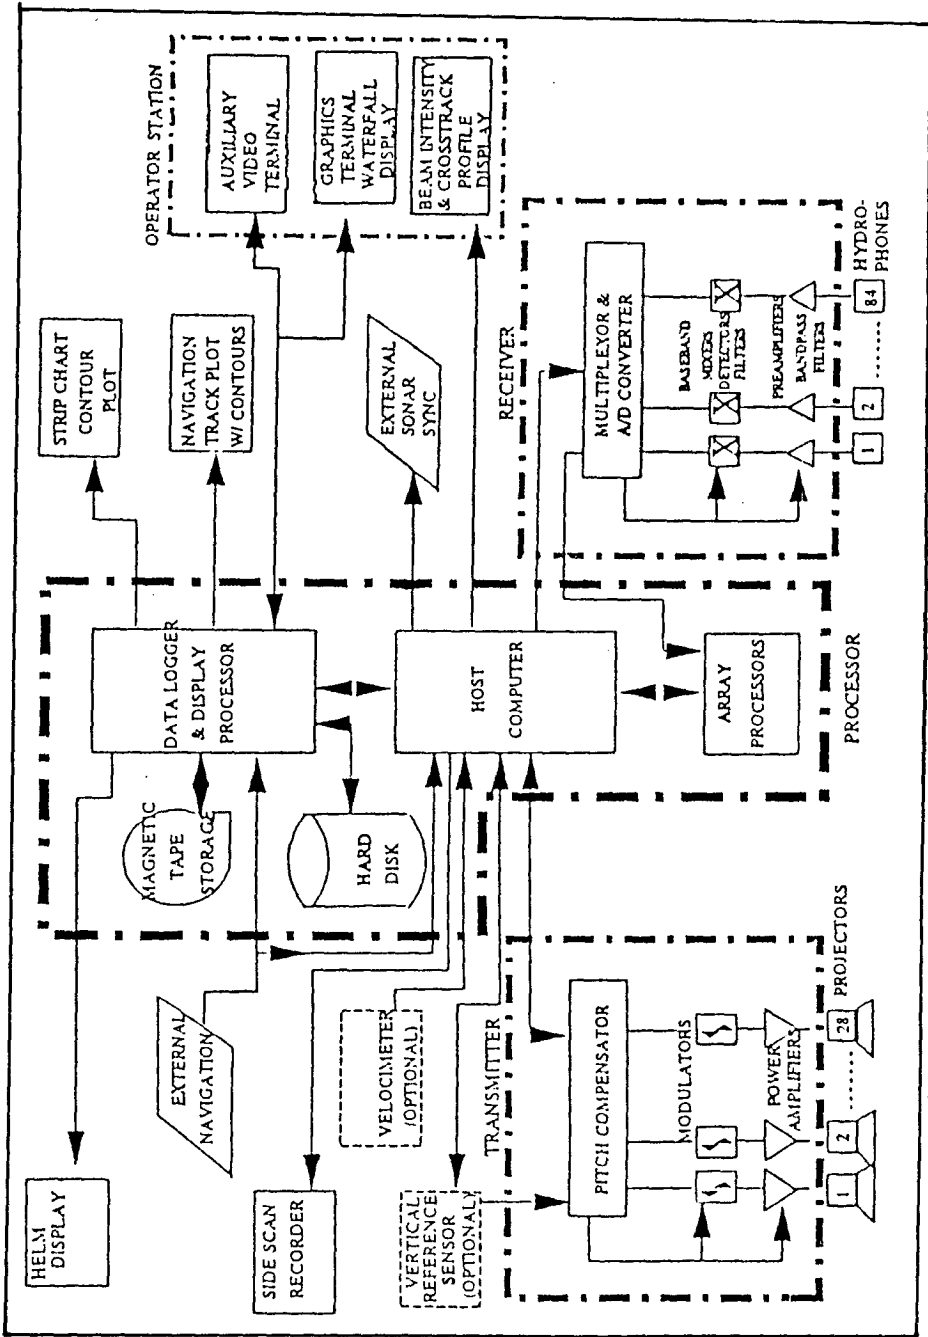 HELM
DISPLAY
STRIP CHART
CONTOUR
PLOT
OPERATOR STATION
AUXILIARY
VIDEO
TERMINAL
GRAPHICS
TERMINAL
WATERFALL
DISPLAY
BEAM INTENSITY
& CROSSTRACK
PROFILE
DISPLAY
NAVIGATION
TRACK PLOT
W/ CONTOURS
EXTERNAL
SONAR
SYNC
MAGNETIC
TAPE
STORAGE
DATA LOGGER
& DISPLAY
PROCESSOR
HARD
DISK
HOST
COMPUTER
ARRAY
PROCESSORS
PROCESSOR
EXTERNAL
NAVIGATION
SIDE SCAN
RECORDER
VELOCIMETER
(OPTIONAL)
VERTICAL
REFERENCE
SENSOR
(OPTIONAL)
TRANSMITTER
PITCH COMPENSATOR
MODULATORS
POWER
AMPLIFIERS
PROJECTORS
1
2
28
RECEIVER
MULTIPLEXOR &
A/D CONVERTER
BASEBAND
MIXERS
DETECTORS
FILTERS
PREAMPLIFIERS
BANDPASS
FILTERS
HYDRO-
PHONES
1
2
84